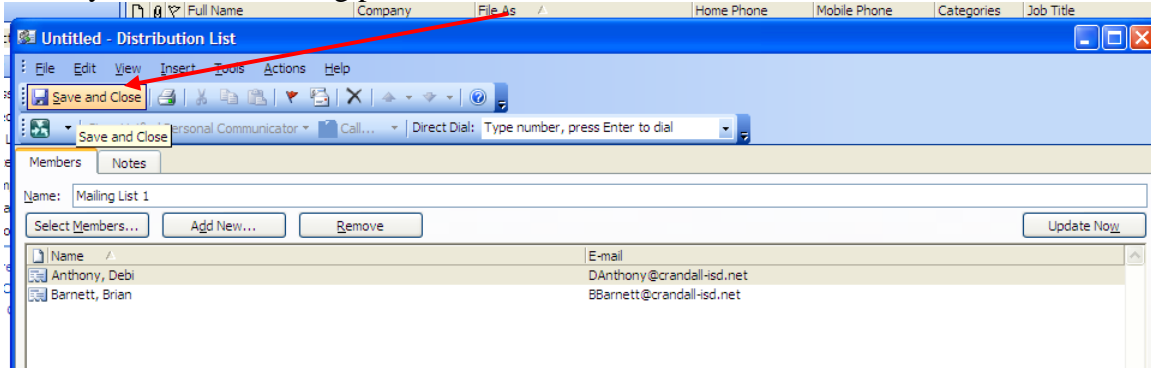 Full Name Company File As Home Phone Mobile Phone Categories Job Title
Untitled - Distribution List
File Edit View Insert Tools Actions Help
Save and Close
Personal Communicator Call... Direct Dial: Type number, press Enter to dial
Save and Close
Members Notes
Name: Mailing List 1
Select Members... Add New... Remove Update Now
Name E-mail
Anthony, Debi DAnthony@crandall-isd.net
Barnett, Brian BBarnett@crandall-isd.net